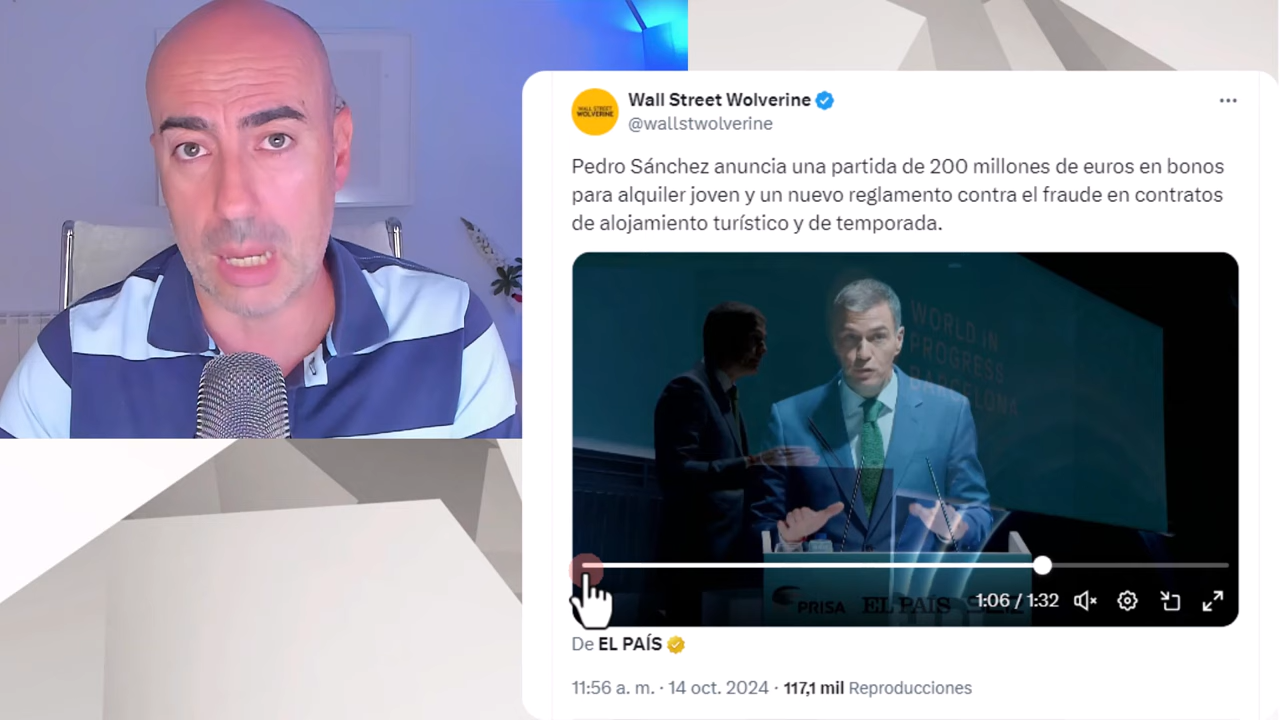 Wall Street Wolverine
@wallstwolverine
WALL STREET
WOLVERINE
Pedro Sánchez anuncia una partida de 200 millones de euros en bonos
para alquiler joven y un nuevo reglamento contra el fraude en contratos
de alojamiento turístico y de temporada.
WORLD IN
PROGRESS
BARCELONA
PRISA EL PAÍS SER
1:06 / 1:32
De EL PAÍS
11:56 a. m. · 14 oct. 2024 · 117,1 mil Reproducciones